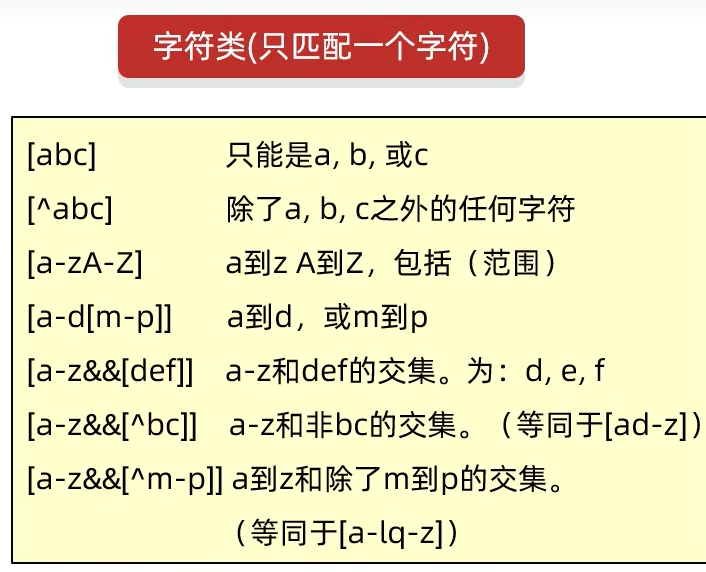 字符类(只匹配一个字符)
[abc] 只能是a, b, 或c
[^abc] 除了a, b, c之外的任何字符
[a-zA-Z] a到z A到Z，包括（范围）
[a-d[m-p]] a到d，或m到p
[a-z&&[def]] a-z和def的交集。为：d, e, f
[a-z&&[^bc]] a-z和非bc的交集。（等同于[ad-z]）
[a-z&&[^m-p]] a到z和除了m到p的交集。
（等同于[a-lq-z]）